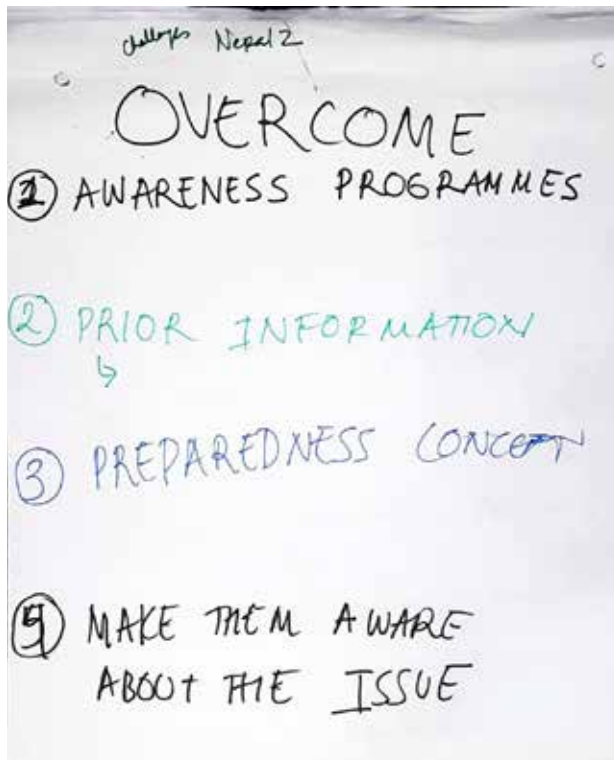 challenges Nepal 2
OVERCOME
1 AWARENESS PROGRAMMES
2 PRIOR INFORMATION
↳
3 PREPAREDNESS CONCEPT
4 MAKE THEM AWARE
ABOUT THE ISSUE